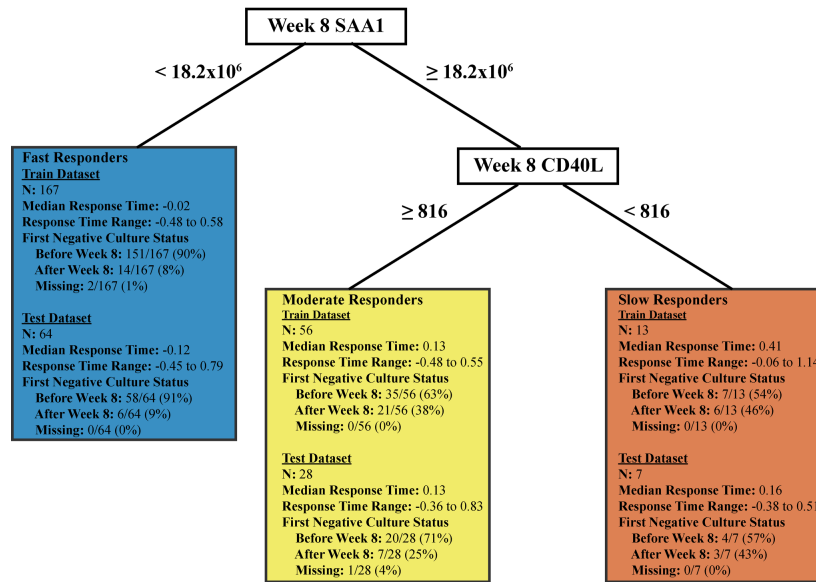 Week 8 SAA1
< 18.2x10⁶
≥ 18.2x10⁶
Fast Responders
Train Dataset
N: 167
Median Response Time: -0.02
Response Time Range: -0.48 to 0.58
First Negative Culture Status
Before Week 8: 151/167 (90%)
After Week 8: 14/167 (8%)
Missing: 2/167 (1%)
Test Dataset
N: 64
Median Response Time: -0.12
Response Time Range: -0.45 to 0.79
First Negative Culture Status
Before Week 8: 58/64 (91%)
After Week 8: 6/64 (9%)
Missing: 0/64 (0%)
Week 8 CD40L
≥ 816
< 816
Moderate Responders
Train Dataset
N: 56
Median Response Time: 0.13
Response Time Range: -0.48 to 0.55
First Negative Culture Status
Before Week 8: 35/56 (63%)
After Week 8: 21/56 (38%)
Missing: 0/56 (0%)
Test Dataset
N: 28
Median Response Time: 0.13
Response Time Range: -0.36 to 0.83
First Negative Culture Status
Before Week 8: 20/28 (71%)
After Week 8: 7/28 (25%)
Missing: 1/28 (4%)
Slow Responders
Train Dataset
N: 13
Median Response Time: 0.41
Response Time Range: -0.06 to 1.14
First Negative Culture Status
Before Week 8: 7/13 (54%)
After Week 8: 6/13 (46%)
Missing: 0/13 (0%)
Test Dataset
N: 7
Median Response Time: 0.16
Response Time Range: -0.38 to 0.51
First Negative Culture Status
Before Week 8: 4/7 (57%)
After Week 8: 3/7 (43%)
Missing: 0/7 (0%)